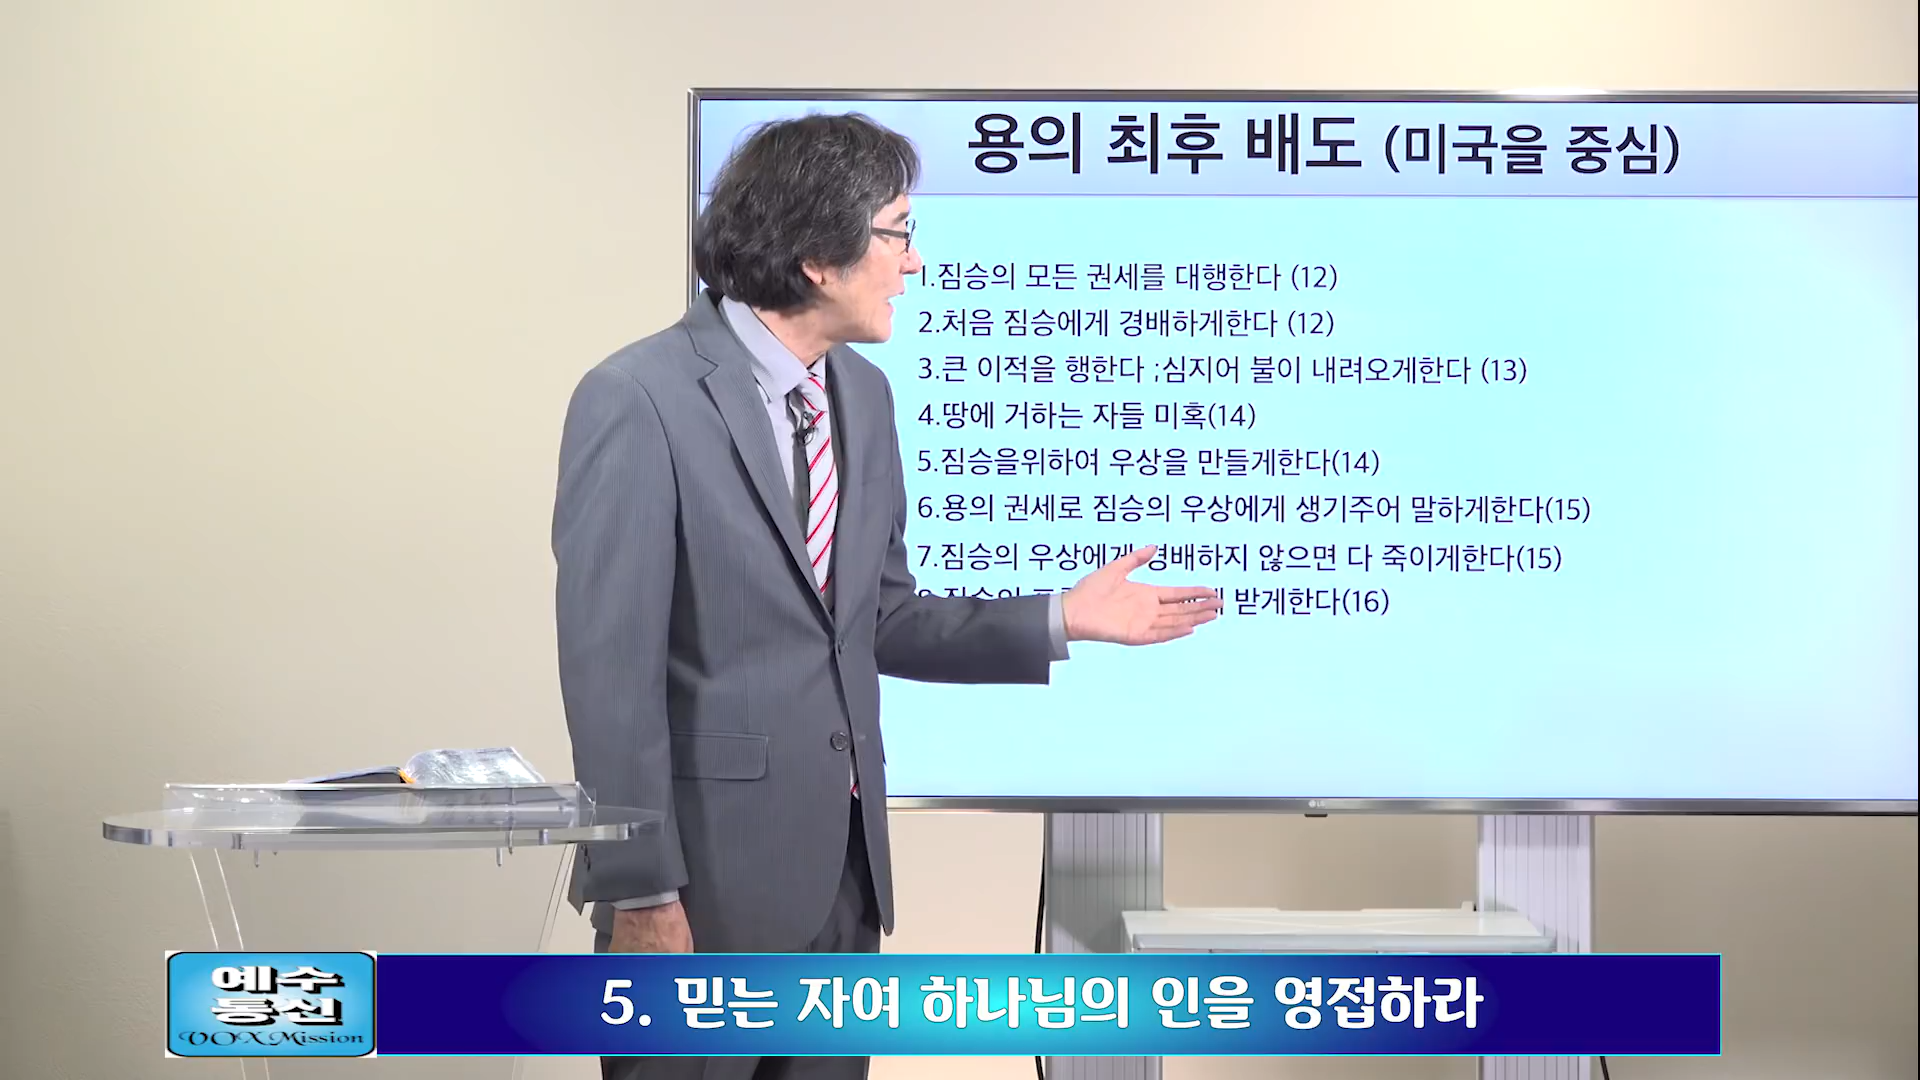 용의 최후 배도 (미국을 중심)
1.짐승의 모든 권세를 대행한다 (12)
2.처음 짐승에게 경배하게한다 (12)
3.큰 이적을 행한다 ;심지어 불이 내려오게한다 (13)
4.땅에 거하는 자들 미혹(14)
5.짐승을위하여 우상을 만들게한다(14)
6.용의 권세로 짐승의 우상에게 생기주어 말하게한다(15)
7.짐승의 우상에게 경배하지 않으면 다 죽이게한다(15)
받게한다(16)
LG
예수
통신
VOX Mission
5. 믿는 자여 하나님의 인을 영접하라